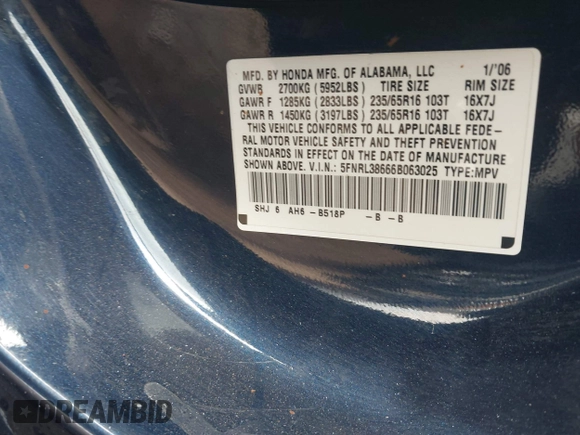 MFD. BY HONDA MFG. OF ALABAMA, LLC 1/'06
GVWR 2700KG (5952LBS) TIRE SIZE RIM SIZE
GAWR F 1285KG (2833LBS) 235/65R16 103T 16X7J
GAWR R 1450KG (3197LBS) 235/65R16 103T 16X7J
THIS VEHICLE CONFORMS TO ALL APPLICABLE FEDE-
RAL MOTOR VEHICLE SAFETY AND THEFT PREVENTION
STANDARDS IN EFFECT ON THE DATE OF MANUFACTURE
SHOWN ABOVE. V.I.N.: 5FNRL38666B063025 TYPE:MPV
SHJ 6 AH6 -B518P -B -B
DREAMBID